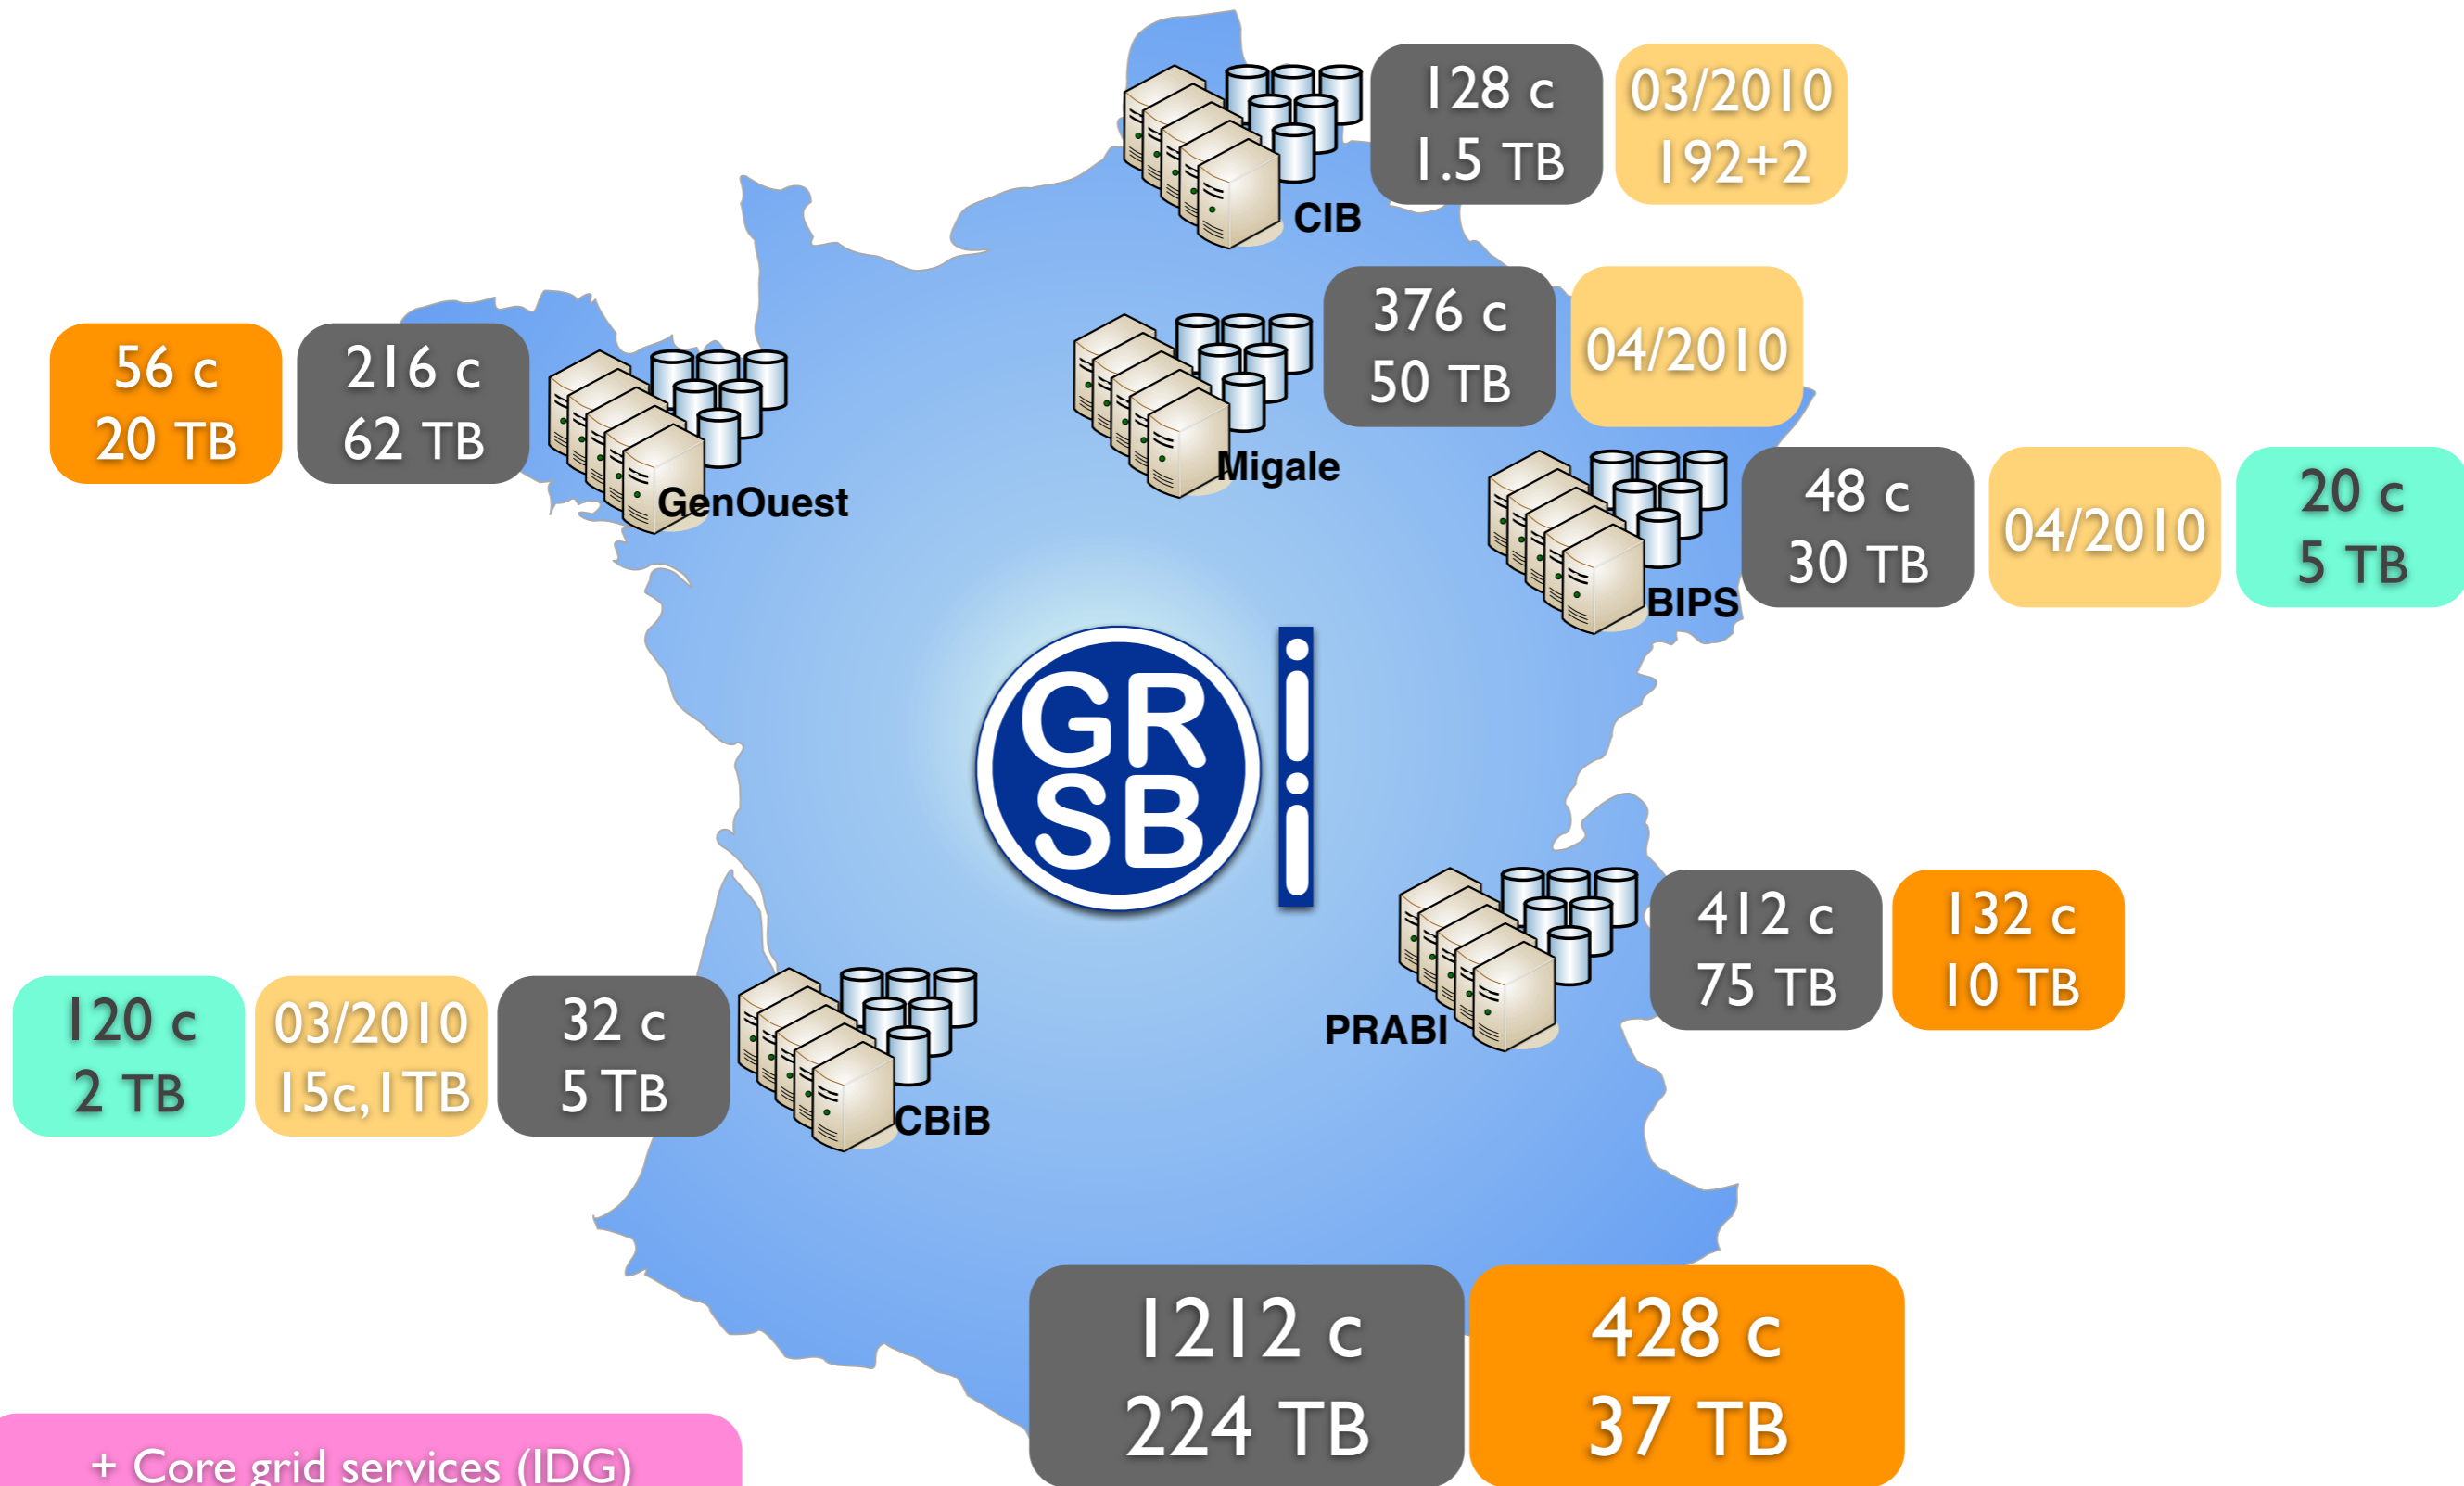 128 c
1.5 TB
03/2010
192+2
CIB
376 c
50 TB
04/2010
Migale
56 c
20 TB
216 c
62 TB
GenOuest
48 c
30 TB
04/2010
20 c
5 TB
BIPS
GR
SB
i
i
412 c
75 TB
132 c
10 TB
PRABI
120 c
2 TB
03/2010
15c,1TB
32 c
5 TB
CBiB
1212 c
224 TB
428 c
37 TB
+ Core grid services (IDG)